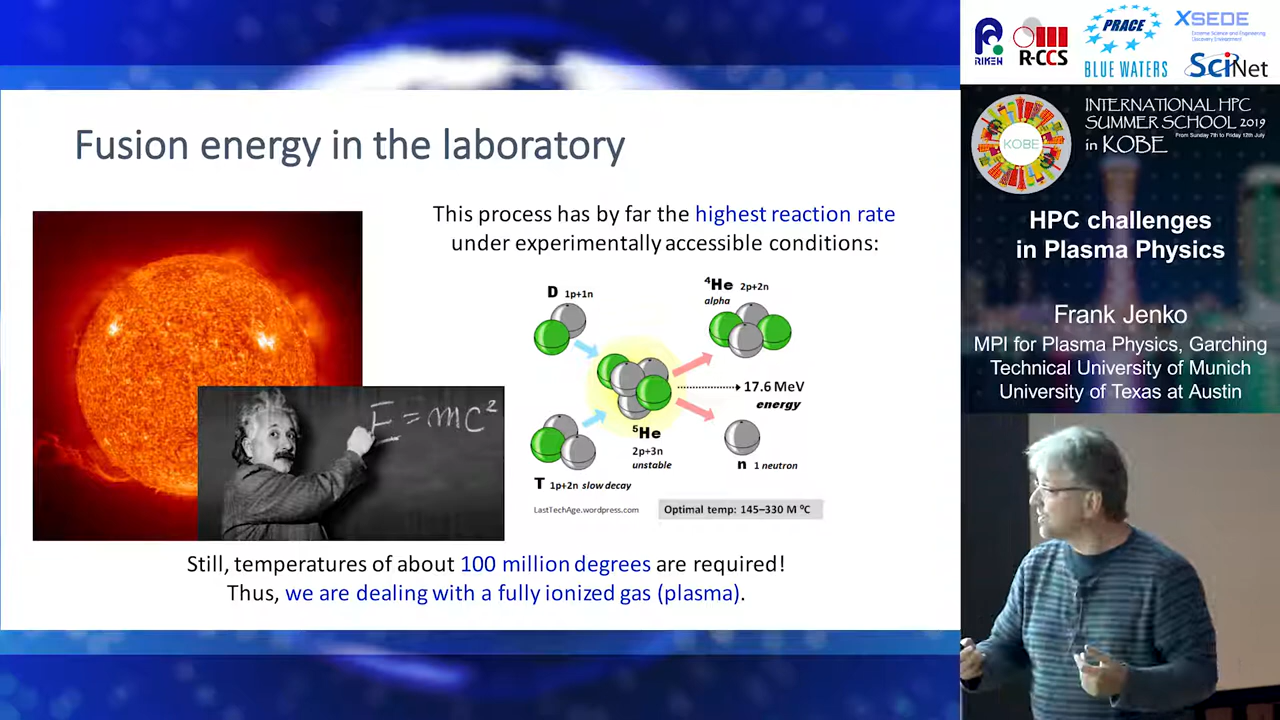 Fusion energy in the laboratory
This process has by far the highest reaction rate
under experimentally accessible conditions:
D 1p+1n
⁴He 2p+2n
alpha
17.6 MeV
energy
⁵He
2p+3n
unstable
T 1p+2n slow decay
n 1 neutron
LastTechAge.wordpress.com
Optimal temp: 145–330 M °C
E = mc²
Still, temperatures of about 100 million degrees are required!
Thus, we are dealing with a fully ionized gas (plasma).
RIKEN
R-CCS
PRACE
BLUE WATERS
XSEDE
Extreme Science and Engineering
Discovery Environment
SciNet
KOBE
INTERNATIONAL HPC
SUMMER SCHOOL 2019
From Sunday 7th to Friday 12th July
in KOBE
HPC challenges
in Plasma Physics
Frank Jenko
MPI for Plasma Physics, Garching
Technical University of Munich
University of Texas at Austin